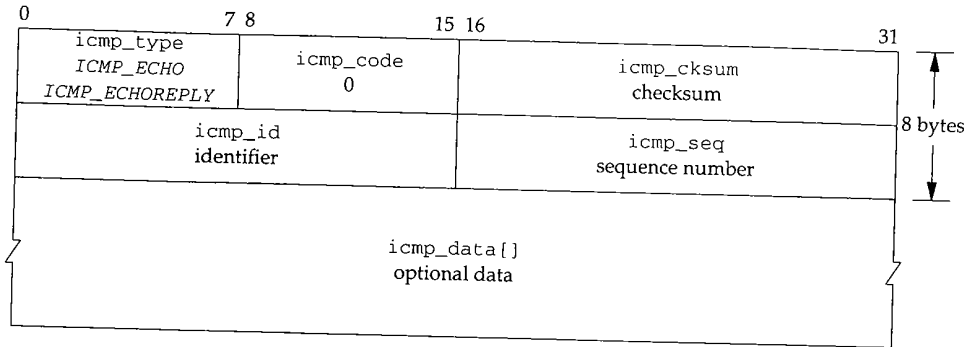 0 7 8 15 16 31
icmp_type
ICMP_ECHO
ICMP_ECHOREPLY
icmp_code
0
icmp_cksum
checksum
8 bytes
icmp_id
identifier
icmp_seq
sequence number
icmp_data[]
optional data